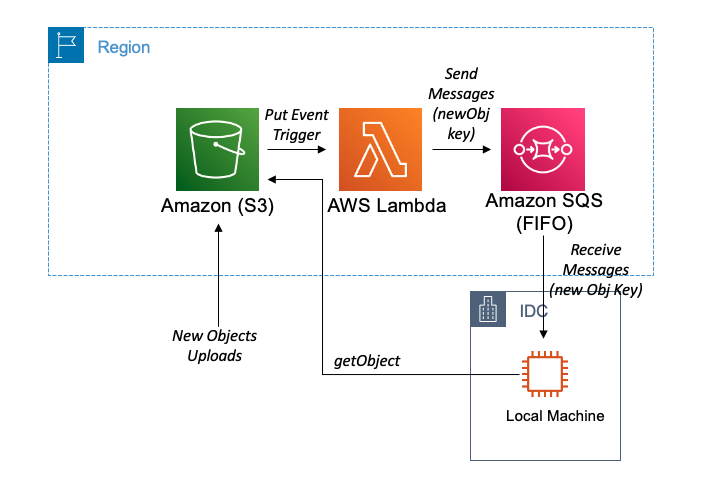 Region
Send
Messages
(newObj
key)
Put Event
Trigger
Amazon (S3)
AWS Lambda
Amazon SQS
(FIFO)
Receive
Messages
(new Obj Key)
IDC
New Objects
Uploads
getObject
Local Machine